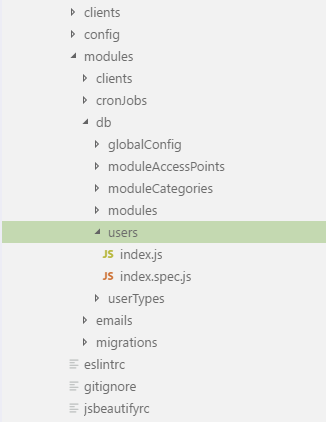 clients
config
modules
clients
cronJobs
db
globalConfig
moduleAccessPoints
moduleCategories
modules
users
JS index.js
JS index.spec.js
userTypes
emails
migrations
eslintrc
gitignore
jsbeautifyrc